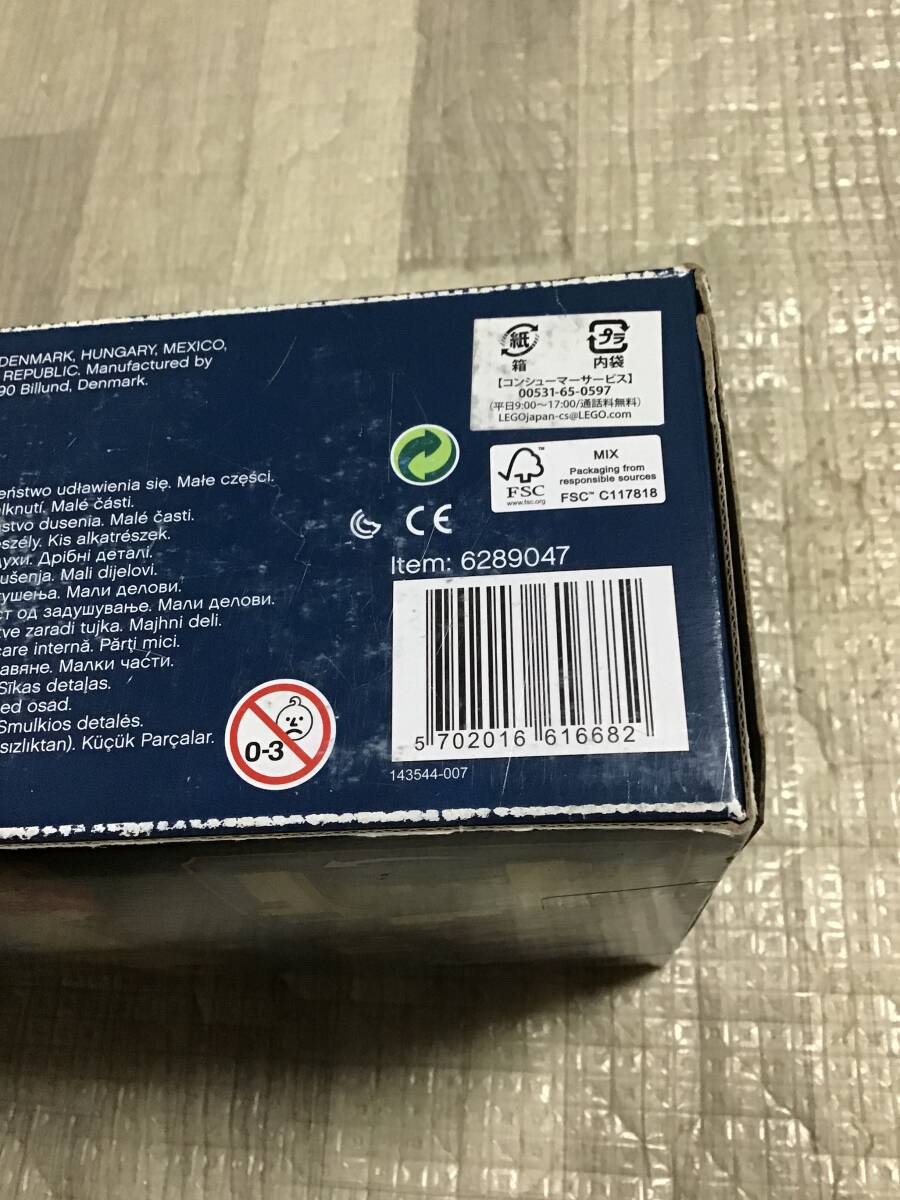 DENMARK, HUNGARY, MEXICO,
REPUBLIC. Manufactured by
90 Billund, Denmark.
紙
箱
プラ
内袋
【コンシューマーサービス】
00531-65-0597
(平日9:00〜17:00/通話料無料)
LEGOjapan-cs@LEGO.com
FSC
www.fsc.org
MIX
Packaging from
responsible sources
FSC™ C117818
CE
eństwo udławienia się. Małe części.
lknutí. Malé části.
stvo dusenia. Malé časti.
eszély. Kis alkatrészek.
духи. Дрібні деталі.
ušenja. Mali dijelovi.
гушења. Мали делови.
ст од задушување. Мали делови.
ve zaradi tujka. Majhni deli.
care internă. Părți mici.
авяне. Малки части.
Sīkas detaļas.
ed osad.
Smulkios detalės.
sızlıktan). Küçük Parçalar.
0-3
Item: 6289047
5 702016 616682
143544-007